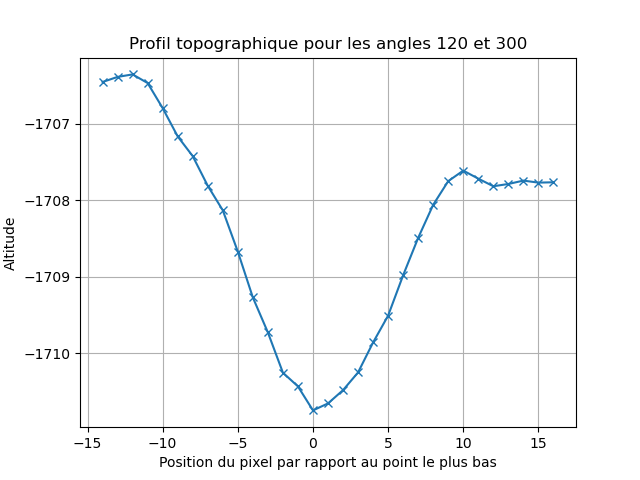 Profil topographique pour les angles 120 et 300
−1707
−1708
−1709
−1710
Altitude
−15 −10 −5 0 5 10 15
Position du pixel par rapport au point le plus bas